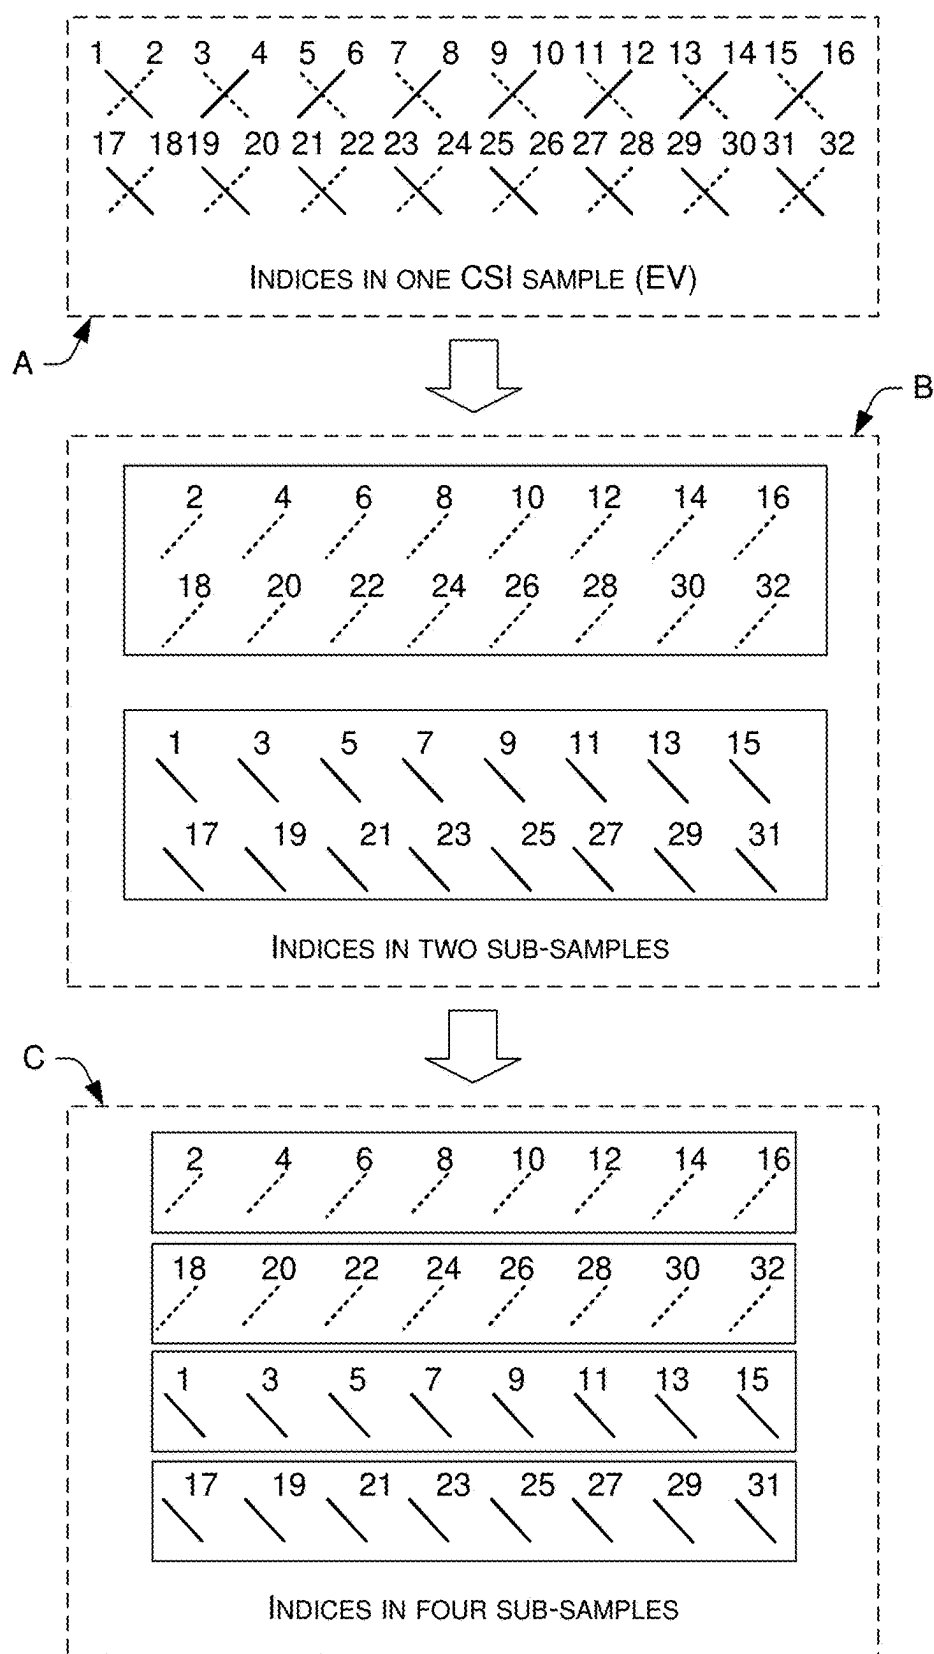 1 2 3 4 5 6 7 8 9 10 11 12 13 14 15 16
17 18 19 20 21 22 23 24 25 26 27 28 29 30 31 32
INDICES IN ONE CSI SAMPLE (EV)
A
B
2 4 6 8 10 12 14 16
18 20 22 24 26 28 30 32
1 3 5 7 9 11 13 15
17 19 21 23 25 27 29 31
INDICES IN TWO SUB-SAMPLES
C
2 4 6 8 10 12 14 16
18 20 22 24 26 28 30 32
1 3 5 7 9 11 13 15
17 19 21 23 25 27 29 31
INDICES IN FOUR SUB-SAMPLES